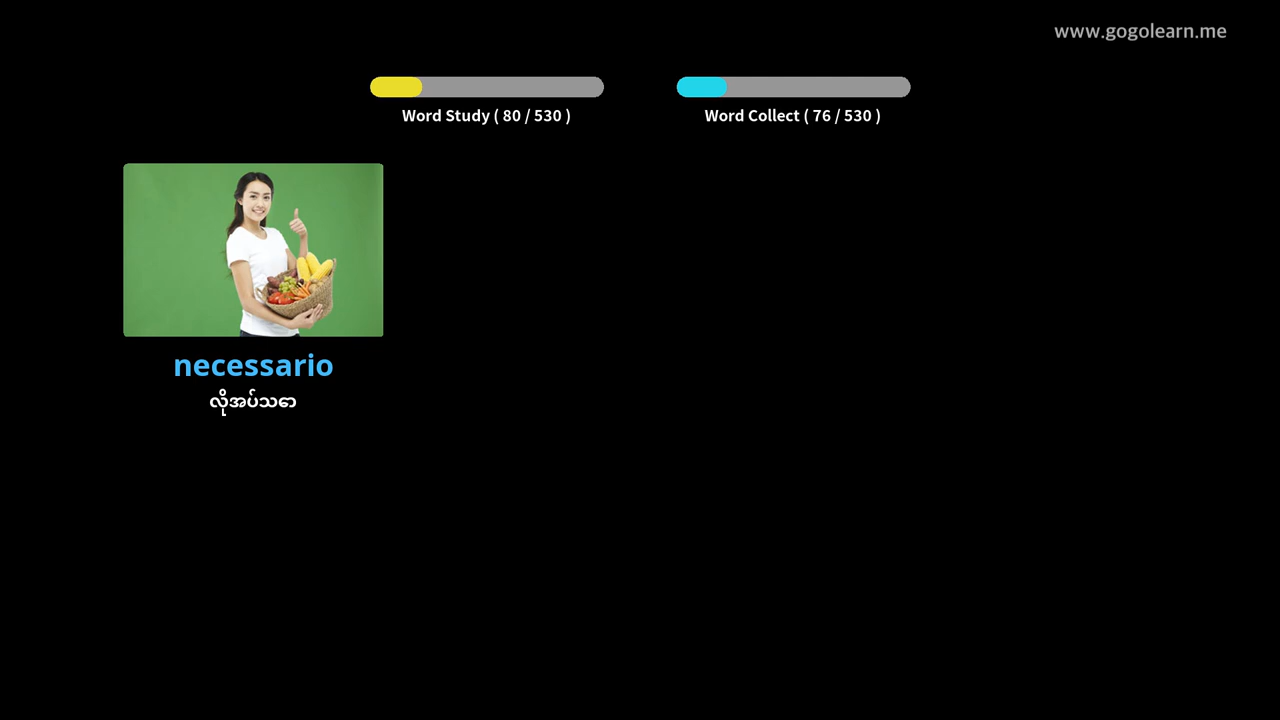 www.gogolearn.me
Word Study ( 80 / 530 )
Word Collect ( 76 / 530 )
necessario
လိုအပ်သော